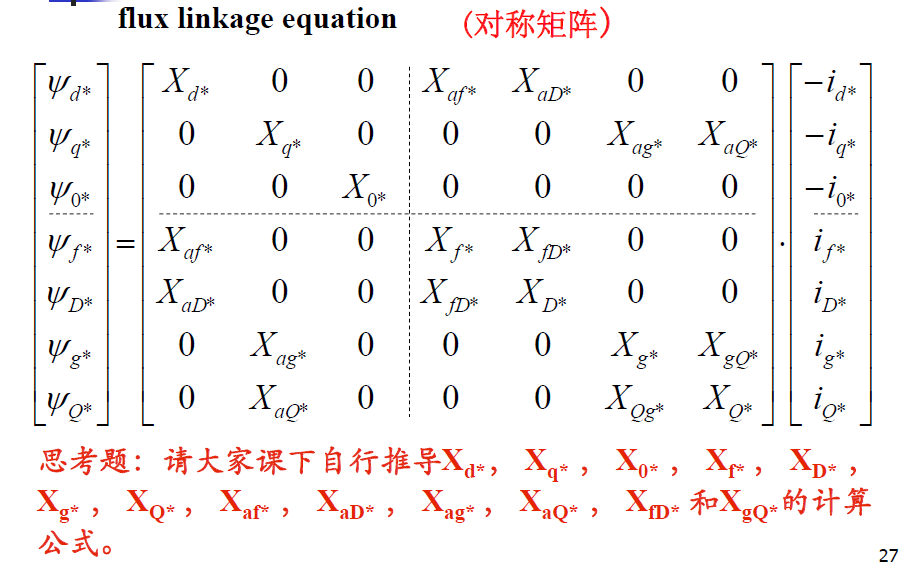 flux linkage equation (对称矩阵)
ψd* Xd* 0 0 Xaf* XaD* 0 0 −id*
ψq* 0 Xq* 0 0 0 Xag* XaQ* −iq*
ψ0* 0 0 X0* 0 0 0 0 −i0*
ψf* = Xaf* 0 0 Xf* XfD* 0 0 · if*
ψD* XaD* 0 0 XfD* XD* 0 0 iD*
ψg* 0 Xag* 0 0 0 Xg* XgQ* ig*
ψQ* 0 XaQ* 0 0 0 XQg* XQ* iQ*
思考题：请大家课下自行推导Xd*，Xq*，X0*，Xf*，XD*，
Xg*，XQ*，Xaf*，XaD*，Xag*，XaQ*，XfD*和XgQ*的计算
公式。
27